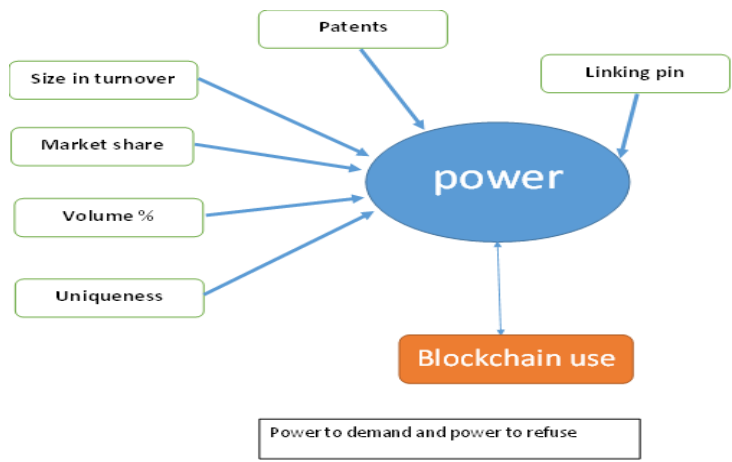 Patents
Linking pin
Size in turnover
Market share
Volume %
Uniqueness
power
Blockchain use
Power to demand and power to refuse